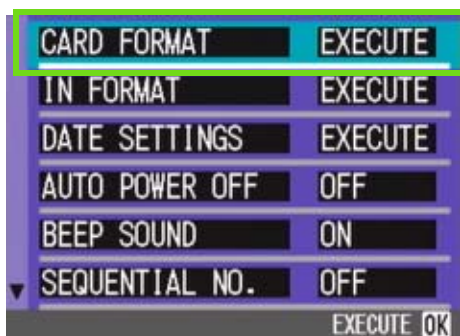 CARD FORMAT EXECUTE
IN FORMAT EXECUTE
DATE SETTINGS EXECUTE
AUTO POWER OFF OFF
BEEP SOUND ON
SEQUENTIAL NO. OFF
EXECUTE OK